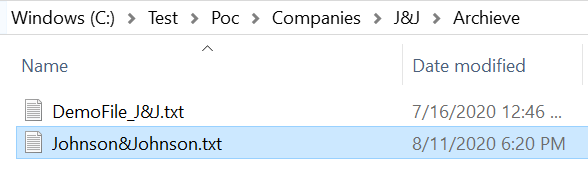 Windows (C:) > Test > Poc > Companies > J&J > Archieve
Name Date modified
DemoFile_J&J.txt 7/16/2020 12:46 ...
Johnson&Johnson.txt 8/11/2020 6:20 PM